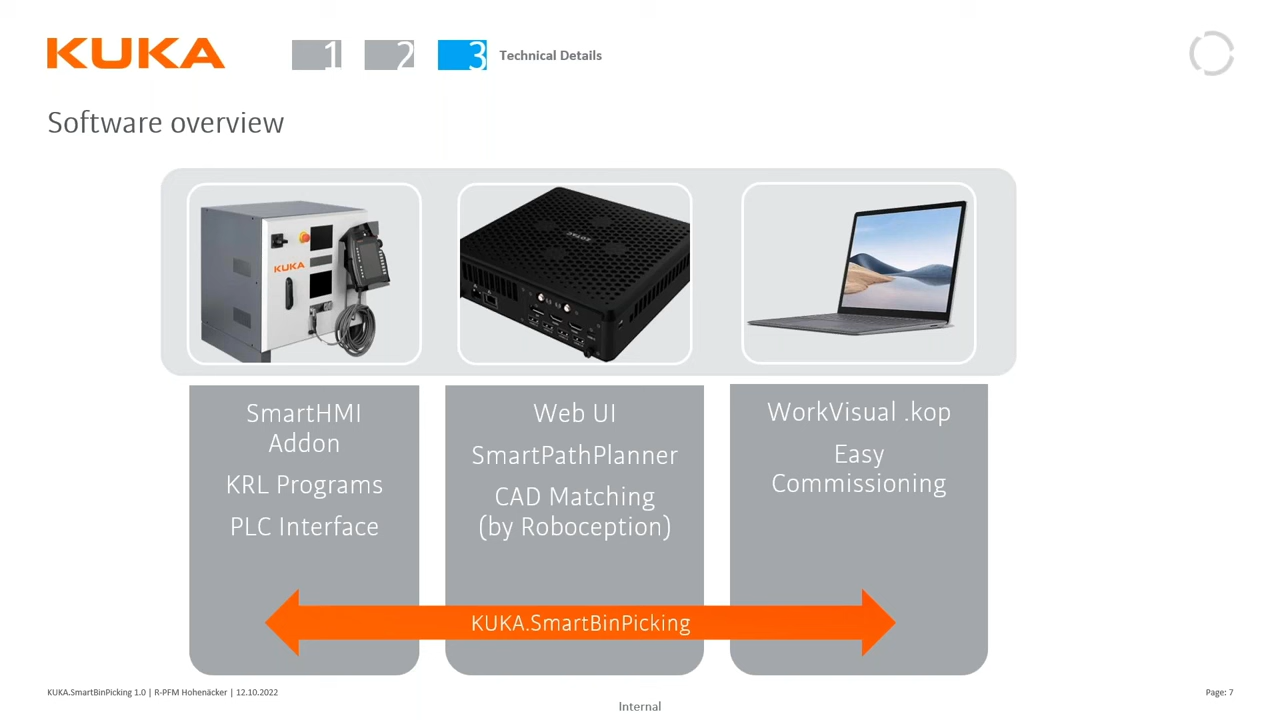 KUKA
1 2 3 Technical Details
Software overview
KUKA
ZOTAC
SmartHMI
Addon
KRL Programs
PLC Interface
Web UI
SmartPathPlanner
CAD Matching
(by Roboception)
WorkVisual .kop
Easy
Commissioning
KUKA.SmartBinPicking
KUKA.SmartBinPicking 1.0 | R-PFM Hohenäcker | 12.10.2022
Page: 7
Internal